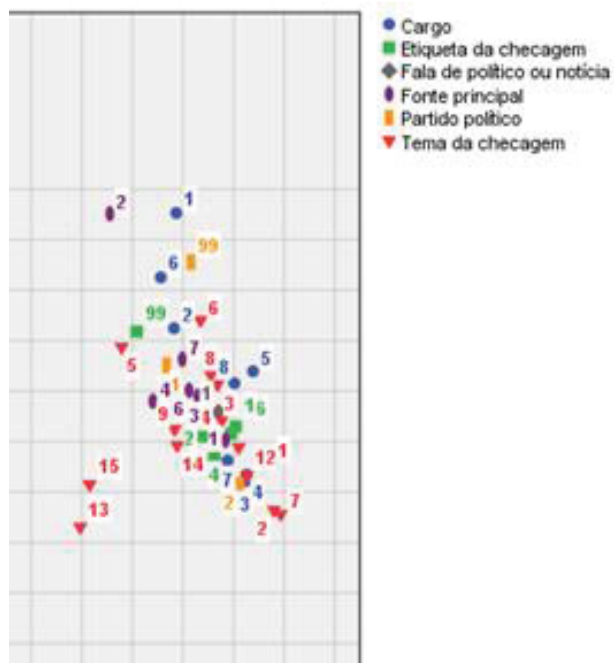 Cargo
Etiqueta da checagem
Fala de político ou notícia
Fonte principal
Partido político
Tema da checagem
2 1
99
6
99 2 6
7
5 8 8 5
4 1 1
9 6 3 4 3 16
2 1
14 12 1
15 4 7 4
2 3 7
13 2